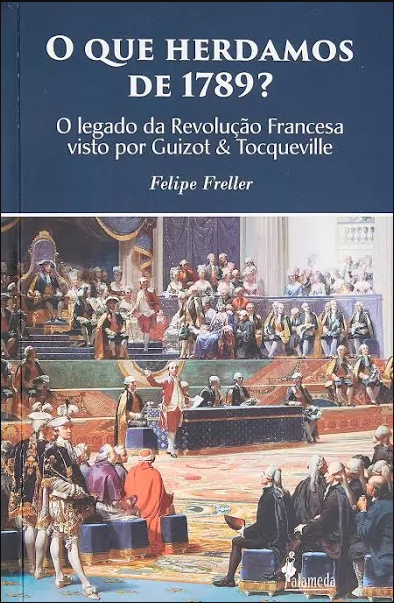 O QUE HERDAMOS
DE 1789?
O legado da Revolução Francesa
visto por Guizot & Tocqueville
Felipe Freller
alameda